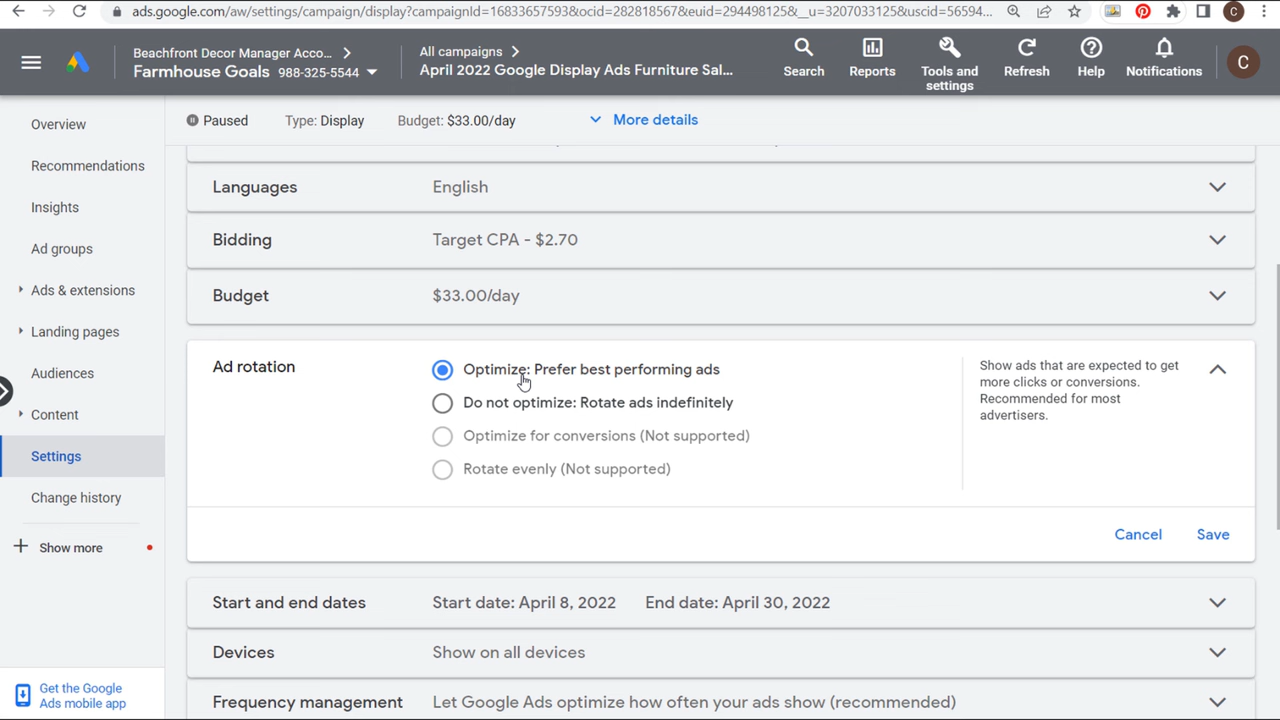 ads.google.com/aw/settings/campaign/display?campaignId=16833657593&ocid=282818567&euid=294498125&__u=3207033125&uscid=56594...
C
Beachfront Decor Manager Acco...
Farmhouse Goals 988-325-5544
All campaigns
April 2022 Google Display Ads Furniture Sal...
Search
Reports
Tools and
settings
Refresh
Help
Notifications
C
Overview
Recommendations
Insights
Ad groups
Ads & extensions
Landing pages
Audiences
Content
Settings
Change history
Show more
Get the Google
Ads mobile app
Paused
Type: Display
Budget: $33.00/day
More details
Languages
English
Bidding
Target CPA - $2.70
Budget
$33.00/day
Ad rotation
Optimize: Prefer best performing ads
Do not optimize: Rotate ads indefinitely
Optimize for conversions (Not supported)
Rotate evenly (Not supported)
Show ads that are expected to get
more clicks or conversions.
Recommended for most
advertisers.
Cancel
Save
Start and end dates
Start date: April 8, 2022
End date: April 30, 2022
Devices
Show on all devices
Frequency management
Let Google Ads optimize how often your ads show (recommended)